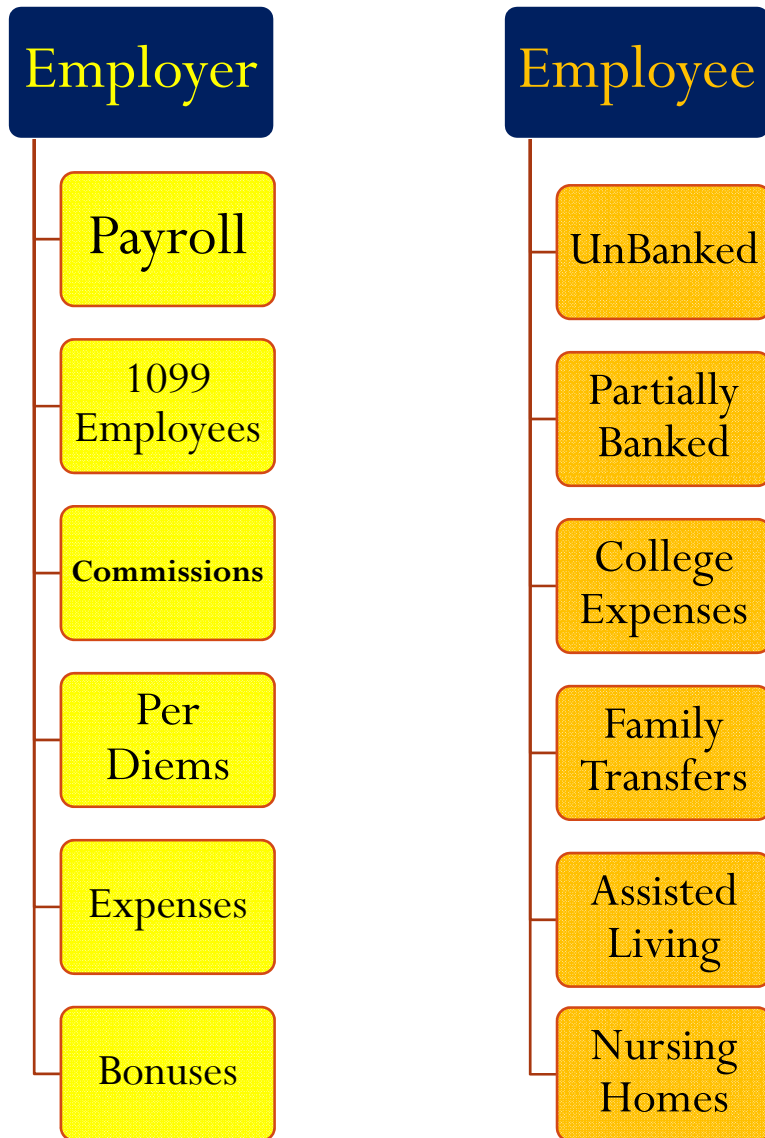 Employer
Payroll
1099
Employees
Commissions
Per
Diems
Expenses
Bonuses
Employee
UnBanked
Partially
Banked
College
Expenses
Family
Transfers
Assisted
Living
Nursing
Homes